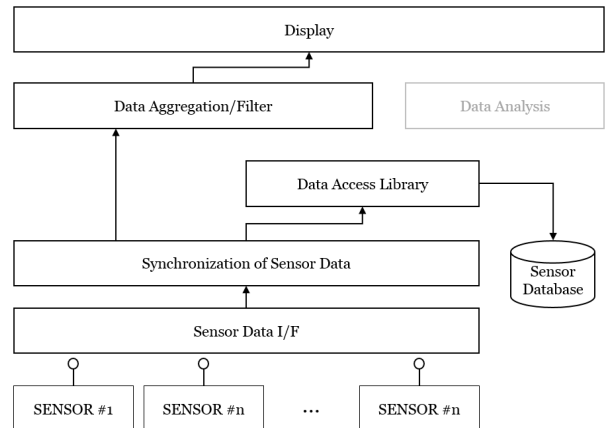 Display
Data Aggregation/Filter
Data Analysis
Data Access Library
Synchronization of Sensor Data
Sensor
Database
Sensor Data I/F
SENSOR #1
SENSOR #n
...
SENSOR #n